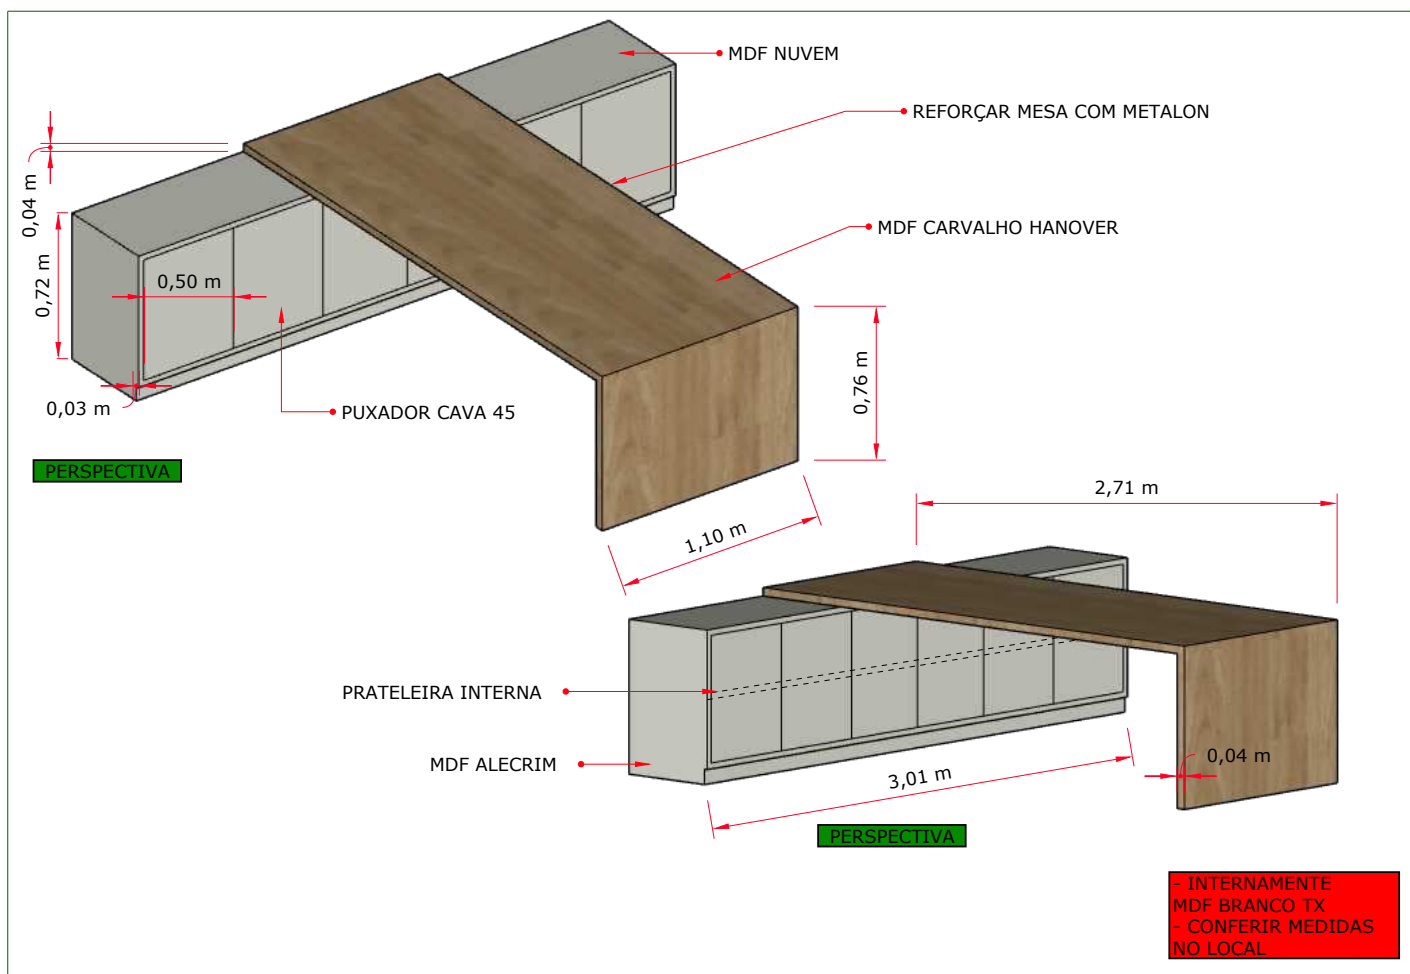 MDF NUVEM
REFORÇAR MESA COM METALON
0,04 m
MDF CARVALHO HANOVER
0,72 m
0,50 m
0,76 m
0,03 m
PUXADOR CAVA 45
PERSPECTIVA
2,71 m
1,10 m
PRATELEIRA INTERNA
MDF ALECRIM
0,04 m
3,01 m
PERSPECTIVA
- INTERNAMENTE
MDF BRANCO TX
- CONFERIR MEDIDAS
NO LOCAL